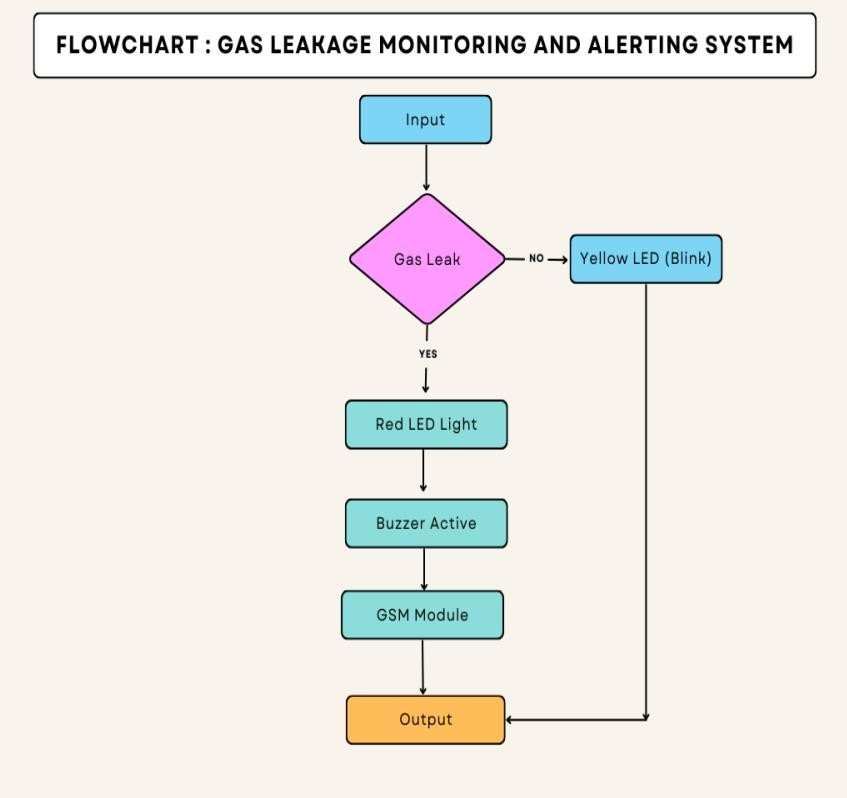 FLOWCHART : GAS LEAKAGE MONITORING AND ALERTING SYSTEM
Input
Gas Leak
NO
Yellow LED (Blink)
YES
Red LED Light
Buzzer Active
GSM Module
Output